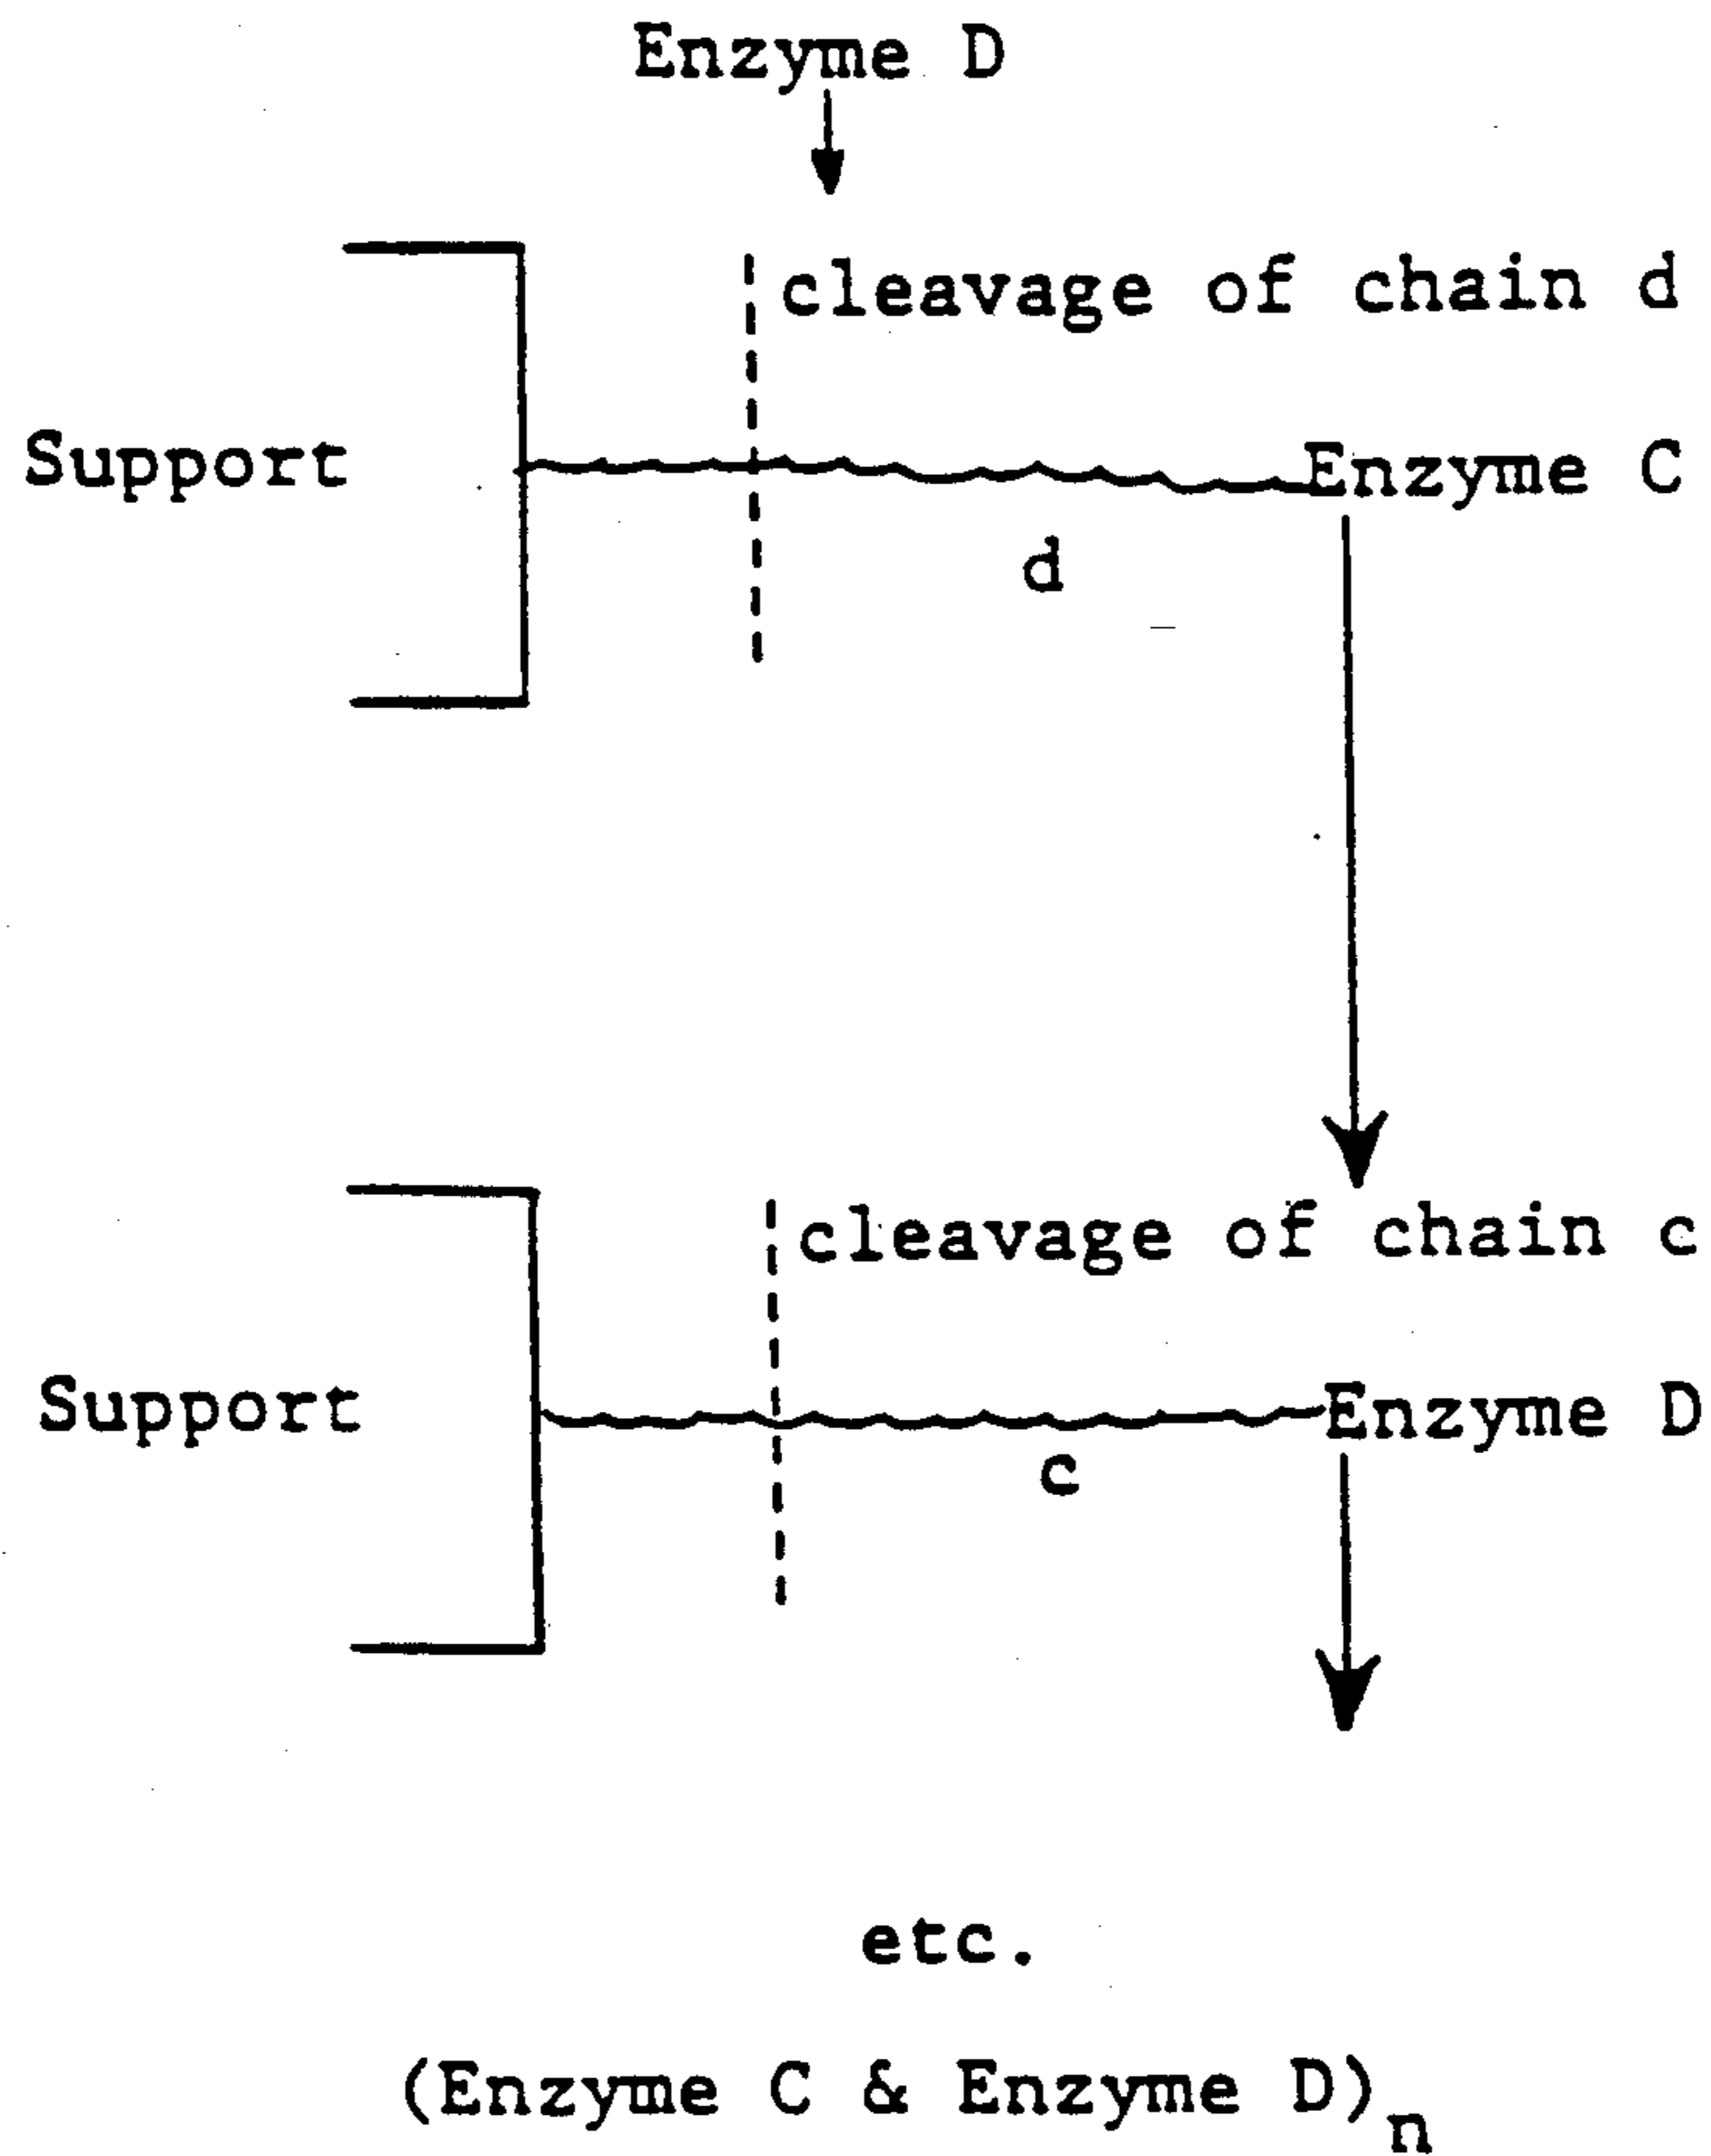 Enzyme D
cleavage of chain d
Support
Enzyme C
d
cleavage of chain c
Support
Enzyme D
c
etc.
(Enzyme C & Enzyme D)n